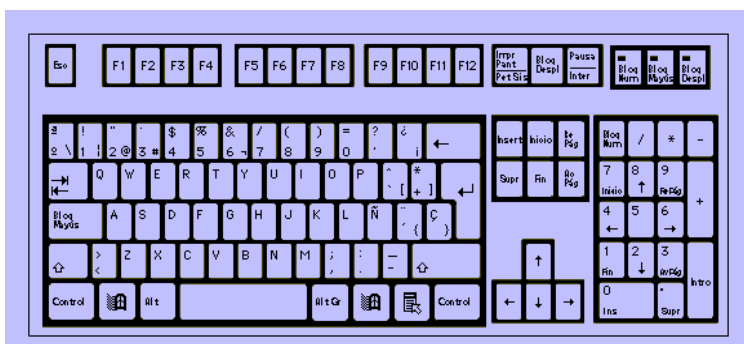 Esc F1 F2 F3 F4 F5 F6 F7 F8 F9 F10 F11 F12 Impr Pant PetSis Bloq Despl Pausa Inter Bloq Num Bloq Mayús Bloq Despl
ª º \ ! 1 ¦ " 2 @ · 3 # $ 4 % 5 & 6 ¬ / 7 ( 8 ) 9 = 0 ? ' ¿ ¡ ← Insert Inicio Re Pág Bloq Num / * -
Q W E R T Y U I O P ^ ` [ * + ] Supr Fin Av Pág 7 Inicio 8 ↑ 9 RePág +
Bloq Mayús A S D F G H J K L Ñ ¨ ´ { Ç } 4 ← 5 6 →
> < Z X C V B N M ; , : . _ - ↑ 1 Fin 2 ↓ 3 AvPág Intro
Control Alt Alt Gr Control ← ↓ → 0 Ins . Supr